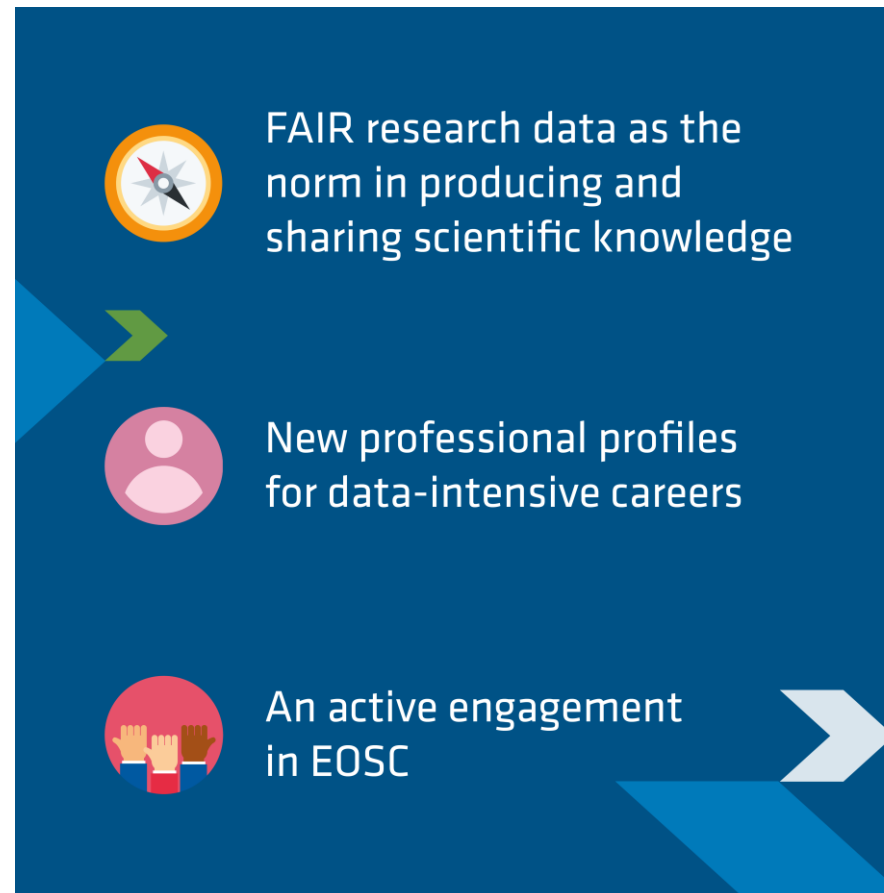 FAIR research data as the
norm in producing and
sharing scientific knowledge
New professional profiles
for data-intensive careers
An active engagement
in EOSC